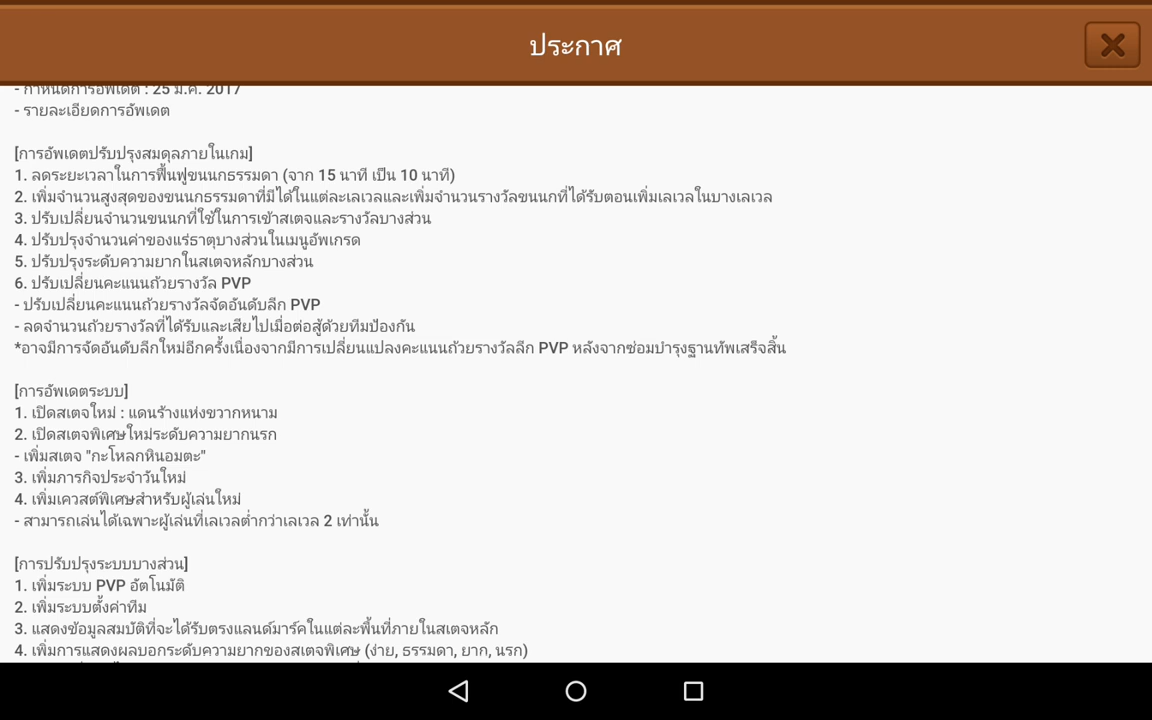 ประกาศ
- กำหนดการอัพเดต : 25 ม.ค. 2017
- รายละเอียดการอัพเดต
[การอัพเดตปรับปรุงสมดุลภายในเกม]
1. ลดระยะเวลาในการฟื้นฟูขนนกธรรมดา (จาก 15 นาที เป็น 10 นาที)
2. เพิ่มจำนวนสูงสุดของขนนกธรรมดาที่มีได้ในแต่ละเลเวลและเพิ่มจำนวนรางวัลขนนกที่ได้รับตอนเพิ่มเลเวลในบางเลเวล
3. ปรับเปลี่ยนจำนวนขนนกที่ใช้ในการเข้าสเตจและรางวัลบางส่วน
4. ปรับปรุงจำนวนค่าของแร่ธาตุบางส่วนในเมนูอัพเกรด
5. ปรับปรุงระดับความยากในสเตจหลักบางส่วน
6. ปรับเปลี่ยนคะแนนถ้วยรางวัล PVP
- ปรับเปลี่ยนคะแนนถ้วยรางวัลจัดอันดับลีก PVP
- ลดจำนวนถ้วยรางวัลที่ได้รับและเสียไปเมื่อต่อสู้ด้วยทีมป้องกัน
*อาจมีการจัดอันดับลีกใหม่อีกครั้งเนื่องจากมีการเปลี่ยนแปลงคะแนนถ้วยรางวัลลีก PVP หลังจากซ่อมบำรุงฐานทัพเสร็จสิ้น
[การอัพเดตระบบ]
1. เปิดสเตจใหม่ : แดนร้างแห่งขวากหนาม
2. เปิดสเตจพิเศษใหม่ระดับความยากนรก
- เพิ่มสเตจ "กะโหลกหินอมตะ"
3. เพิ่มภารกิจประจำวันใหม่
4. เพิ่มเควสต์พิเศษสำหรับผู้เล่นใหม่
- สามารถเล่นได้เฉพาะผู้เล่นที่เลเวลต่ำกว่าเลเวล 2 เท่านั้น
[การปรับปรุงระบบบางส่วน]
1. เพิ่มระบบ PVP อัตโนมัติ
2. เพิ่มระบบตั้งค่าทีม
3. แสดงข้อมูลสมบัติที่จะได้รับตรงแลนด์มาร์คในแต่ละพื้นที่ภายในสเตจหลัก
4. เพิ่มการแสดงผลบอกระดับความยากของสเตจพิเศษ (ง่าย, ธรรมดา, ยาก, นรก)